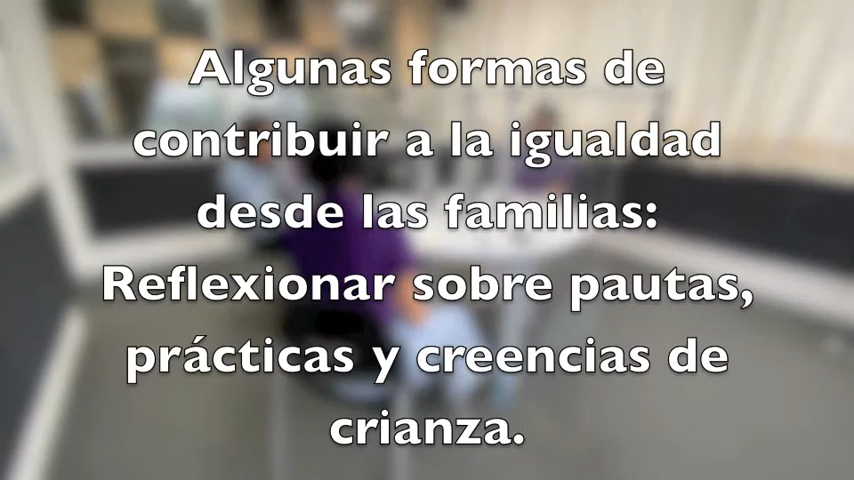 Algunas formas de
contribuir a la igualdad
desde las familias:
Reflexionar sobre pautas,
prácticas y creencias de
crianza.